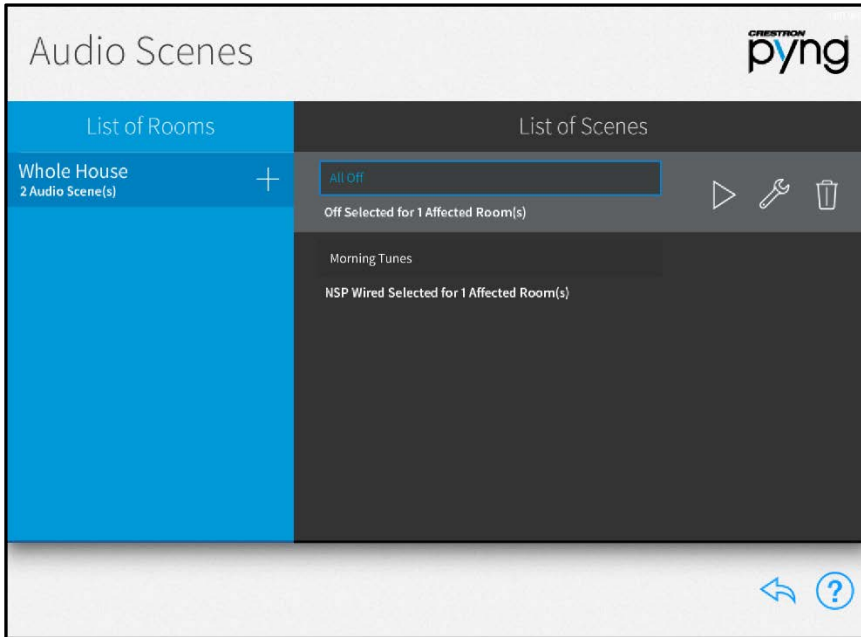 Audio Scenes
CRESTRON
pyng
List of Rooms
List of Scenes
Whole House
2 Audio Scene(s)
All Off
Off Selected for 1 Affected Room(s)
Morning Tunes
NSP Wired Selected for 1 Affected Room(s)
?